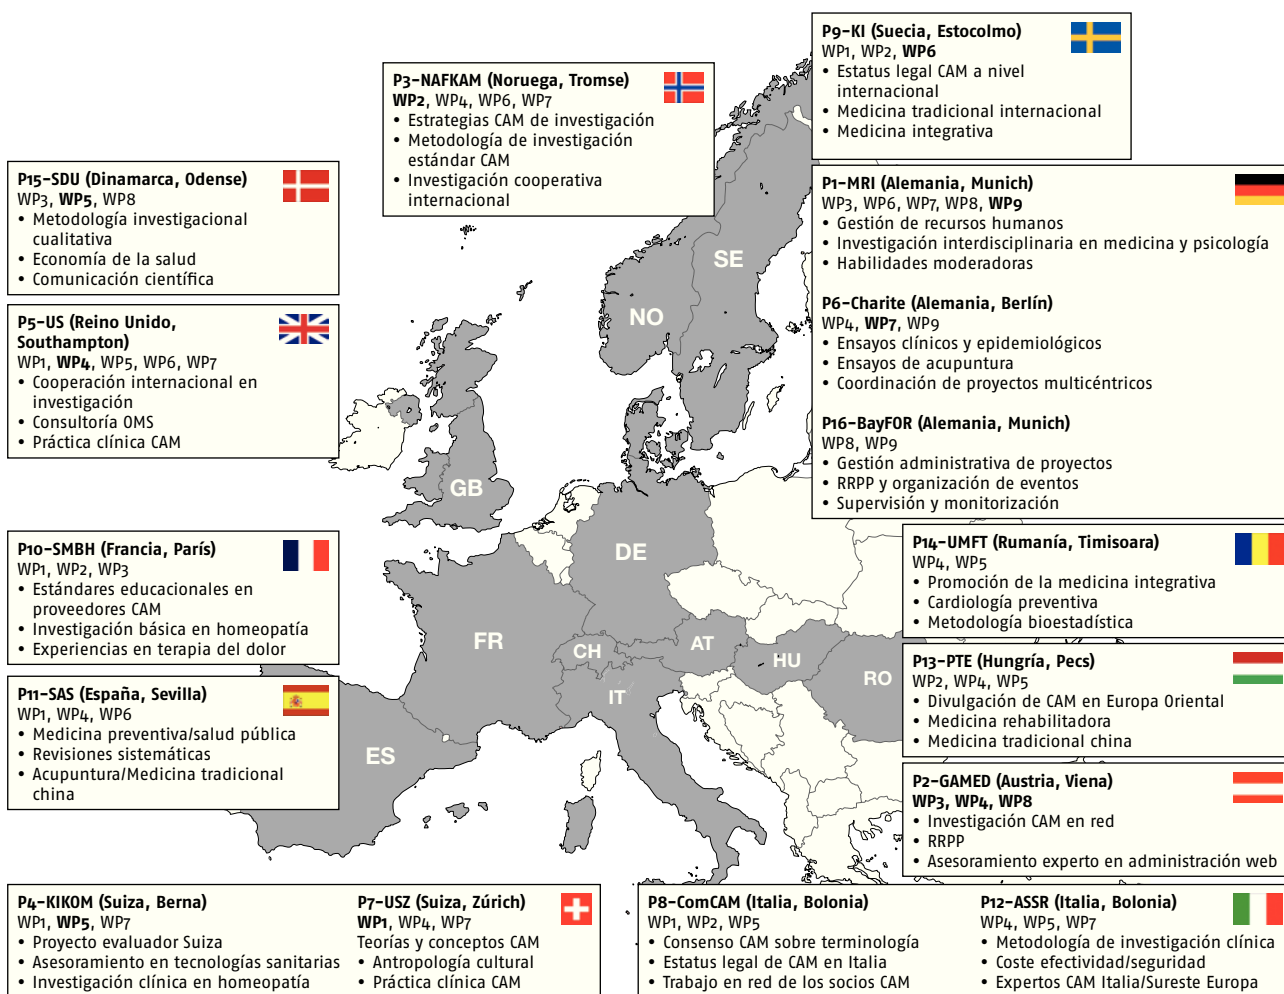 P9-KI (Suecia, Estocolmo)
WP1, WP2, WP6
• Estatus legal CAM a nivel
internacional
• Medicina tradicional internacional
• Medicina integrativa
P3-NAFKAM (Noruega, Tromse)
WP2, WP4, WP6, WP7
• Estrategias CAM de investigación
• Metodología de investigación
estándar CAM
• Investigación cooperativa
internacional
P15-SDU (Dinamarca, Odense)
WP3, WP5, WP8
• Metodología investigacional
cualitativa
• Economía de la salud
• Comunicación científica
P1-MRI (Alemania, Munich)
WP3, WP6, WP7, WP8, WP9
• Gestión de recursos humanos
• Investigación interdisciplinaria en medicina y psicología
• Habilidades moderadoras
P6-Charite (Alemania, Berlín)
WP4, WP7, WP9
• Ensayos clínicos y epidemiológicos
• Ensayos de acupuntura
• Coordinación de proyectos multicéntricos
P16-BayFOR (Alemania, Munich)
WP8, WP9
• Gestión administrativa de proyectos
• RRPP y organización de eventos
• Supervisión y monitorización
P5-US (Reino Unido,
Southampton)
WP1, WP4, WP5, WP6, WP7
• Cooperación internacional en
investigación
• Consultoría OMS
• Práctica clínica CAM
SE
NO
GB
DE
FR
CH
AT
HU
RO
IT
ES
P10-SMBH (Francia, París)
WP1, WP2, WP3
• Estándares educacionales en
proveedores CAM
• Investigación básica en homeopatía
• Experiencias en terapia del dolor
P14-UMFT (Rumanía, Timisoara)
WP4, WP5
• Promoción de la medicina integrativa
• Cardiología preventiva
• Metodología bioestadística
P11-SAS (España, Sevilla)
WP1, WP4, WP6
• Medicina preventiva/salud pública
• Revisiones sistemáticas
• Acupuntura/Medicina tradicional
china
P13-PTE (Hungría, Pecs)
WP2, WP4, WP5
• Divulgación de CAM en Europa Oriental
• Medicina rehabilitadora
• Medicina tradicional china
P2-GAMED (Austria, Viena)
WP3, WP4, WP8
• Investigación CAM en red
• RRPP
• Asesoramiento experto en administración web
P4-KIKOM (Suiza, Berna)
WP1, WP5, WP7
• Proyecto evaluador Suiza
• Asesoramiento en tecnologías sanitarias
• Investigación clínica en homeopatía
P7-USZ (Suiza, Zúrich)
WP1, WP4, WP7
Teorías y conceptos CAM
• Antropología cultural
• Práctica clínica CAM
P8-ComCAM (Italia, Bolonia)
WP1, WP2, WP5
• Consenso CAM sobre terminología
• Estatus legal de CAM en Italia
• Trabajo en red de los socios CAM
P12-ASSR (Italia, Bolonia)
WP4, WP5, WP7
• Metodología de investigación clínica
• Coste efectividad/seguridad
• Expertos CAM Italia/Sureste Europa